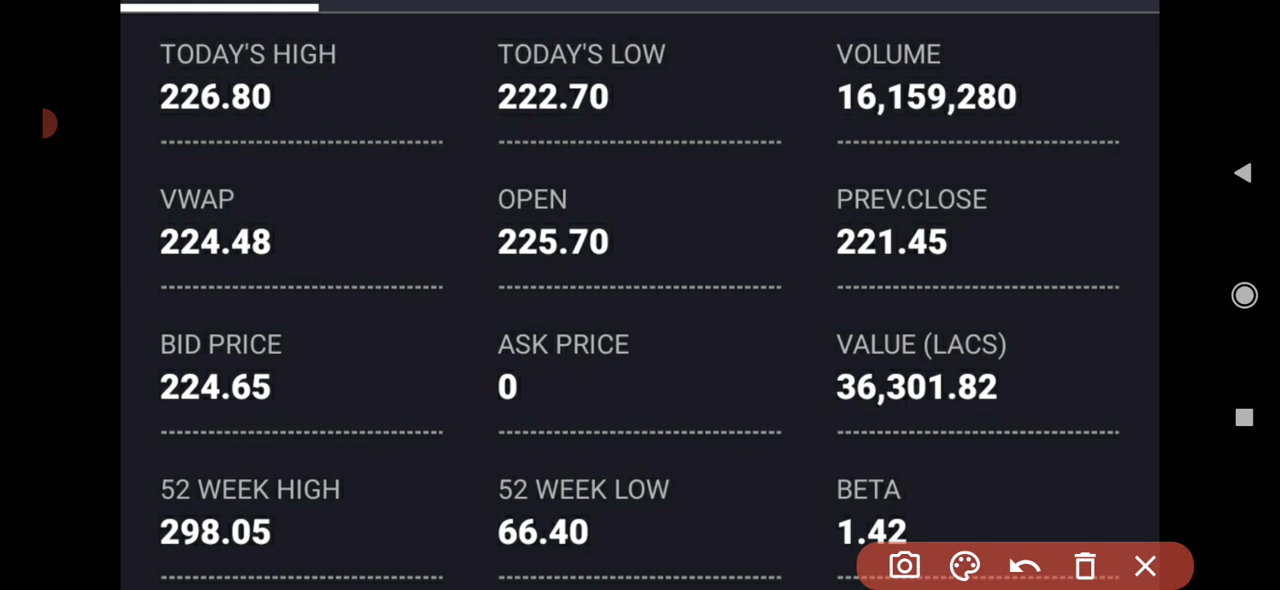 TODAY'S HIGH TODAY'S LOW VOLUME
226.80 222.70 16,159,280
VWAP OPEN PREV.CLOSE
224.48 225.70 221.45
BID PRICE ASK PRICE VALUE (LACS)
224.65 0 36,301.82
52 WEEK HIGH 52 WEEK LOW BETA
298.05 66.40 1.42